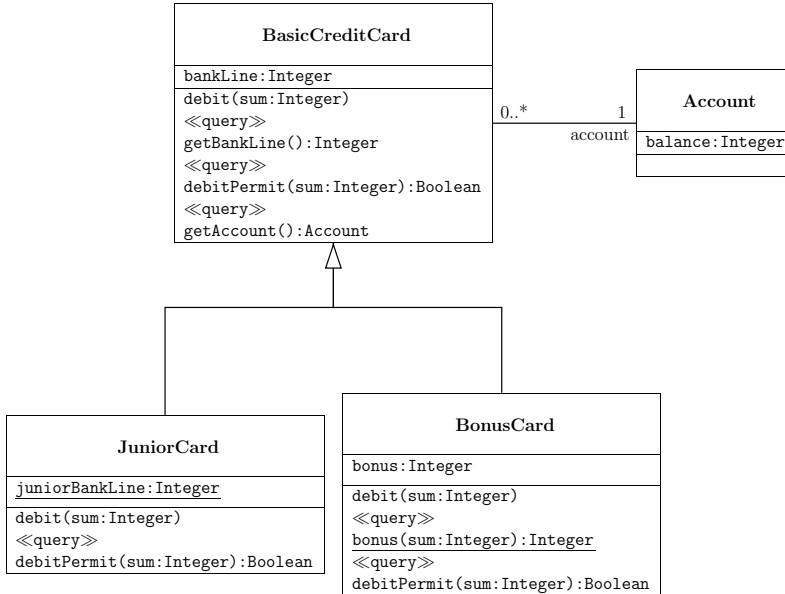 BasicCreditCard
bankLine:Integer
debit(sum:Integer)
≪query≫
getBankLine():Integer
≪query≫
debitPermit(sum:Integer):Boolean
≪query≫
getAccount():Account
0..*
1
account
Account
balance:Integer
JuniorCard
juniorBankLine:Integer
debit(sum:Integer)
≪query≫
debitPermit(sum:Integer):Boolean
BonusCard
bonus:Integer
debit(sum:Integer)
≪query≫
bonus(sum:Integer):Integer
≪query≫
debitPermit(sum:Integer):Boolean